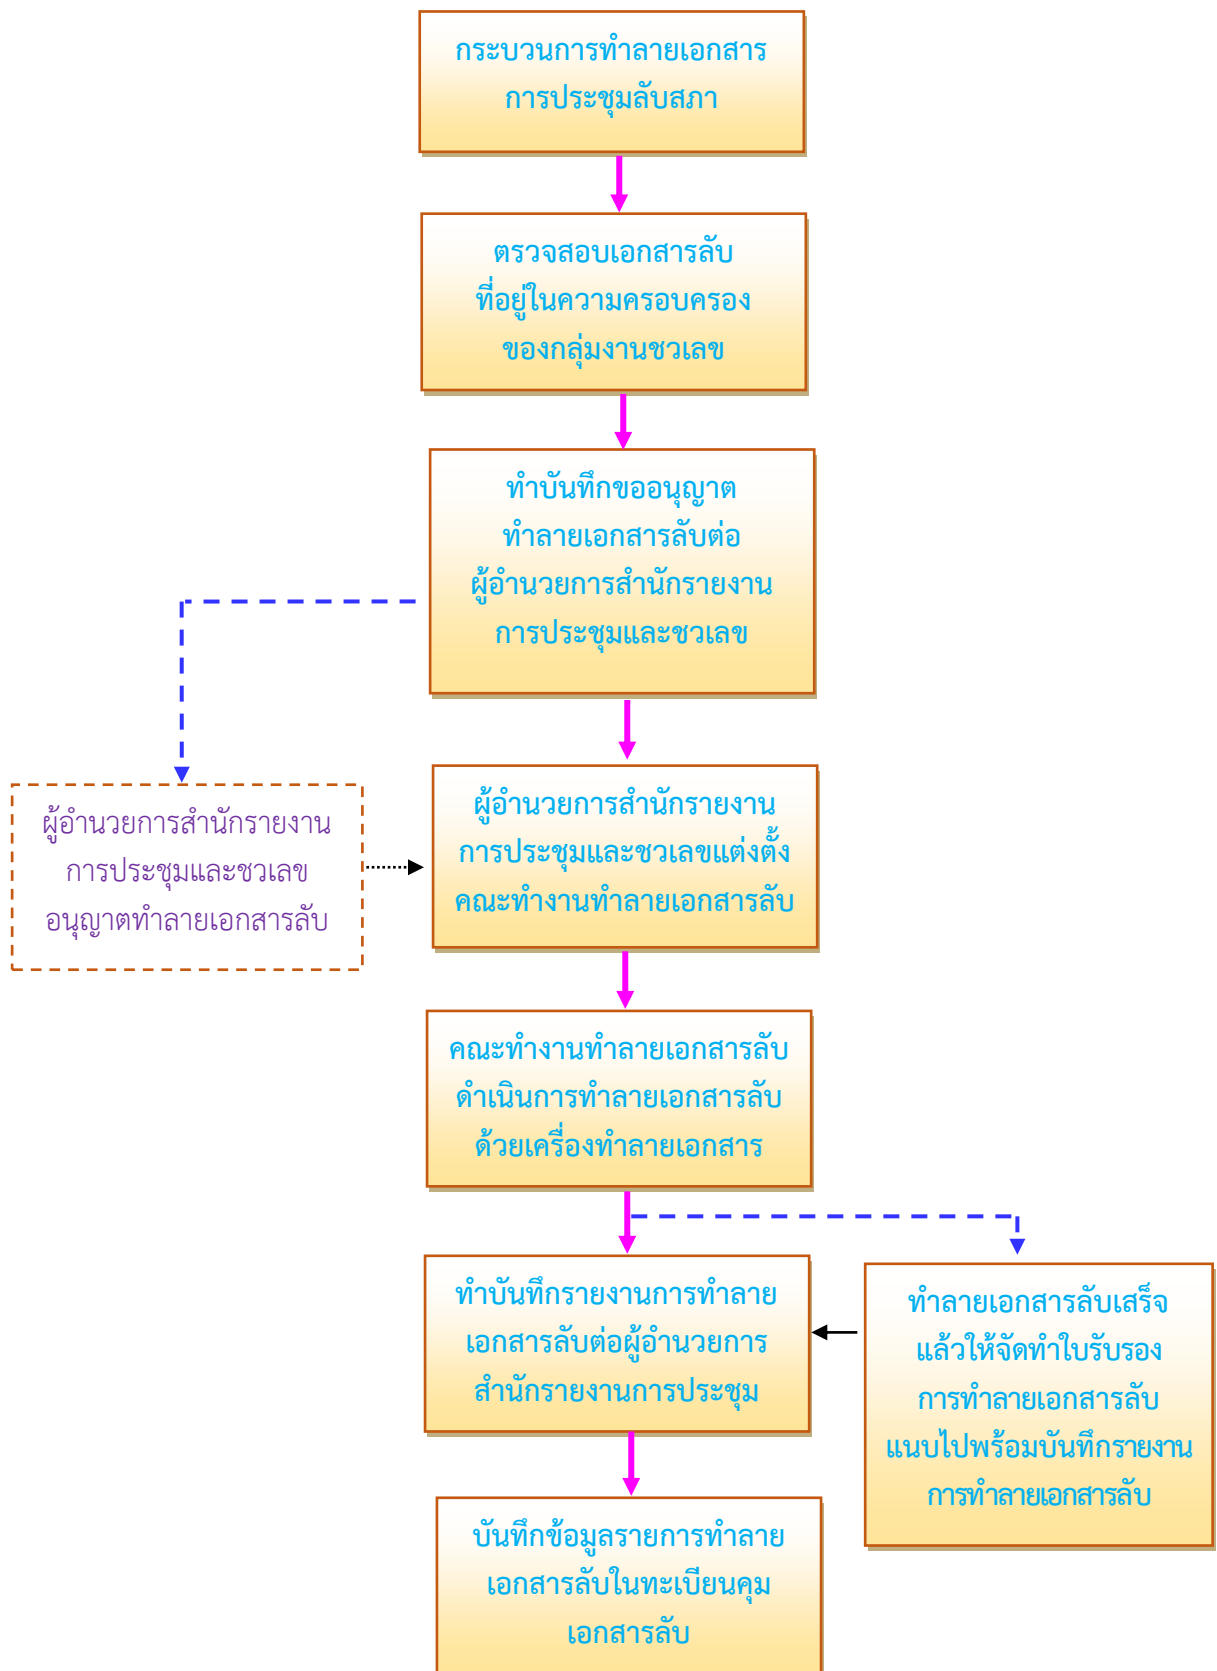 กระบวนการทำลายเอกสาร
การประชุมลับสภา
ตรวจสอบเอกสารลับ
ที่อยู่ในความครอบครอง
ของกลุ่มงานชวเลข
ทำบันทึกขออนุญาต
ทำลายเอกสารลับต่อ
ผู้อำนวยการสำนักรายงาน
การประชุมและชวเลข
ผู้อำนวยการสำนักรายงาน
การประชุมและชวเลข
อนุญาตทำลายเอกสารลับ
ผู้อำนวยการสำนักรายงาน
การประชุมและชวเลขแต่งตั้ง
คณะทำงานทำลายเอกสารลับ
คณะทำงานทำลายเอกสารลับ
ดำเนินการทำลายเอกสารลับ
ด้วยเครื่องทำลายเอกสาร
ทำบันทึกรายงานการทำลาย
เอกสารลับต่อผู้อำนวยการ
สำนักรายงานการประชุม
ทำลายเอกสารลับเสร็จ
แล้วให้จัดทำใบรับรอง
การทำลายเอกสารลับ
แนบไปพร้อมบันทึกรายงาน
การทำลายเอกสารลับ
บันทึกข้อมูลรายการทำลาย
เอกสารลับในทะเบียนคุม
เอกสารลับ